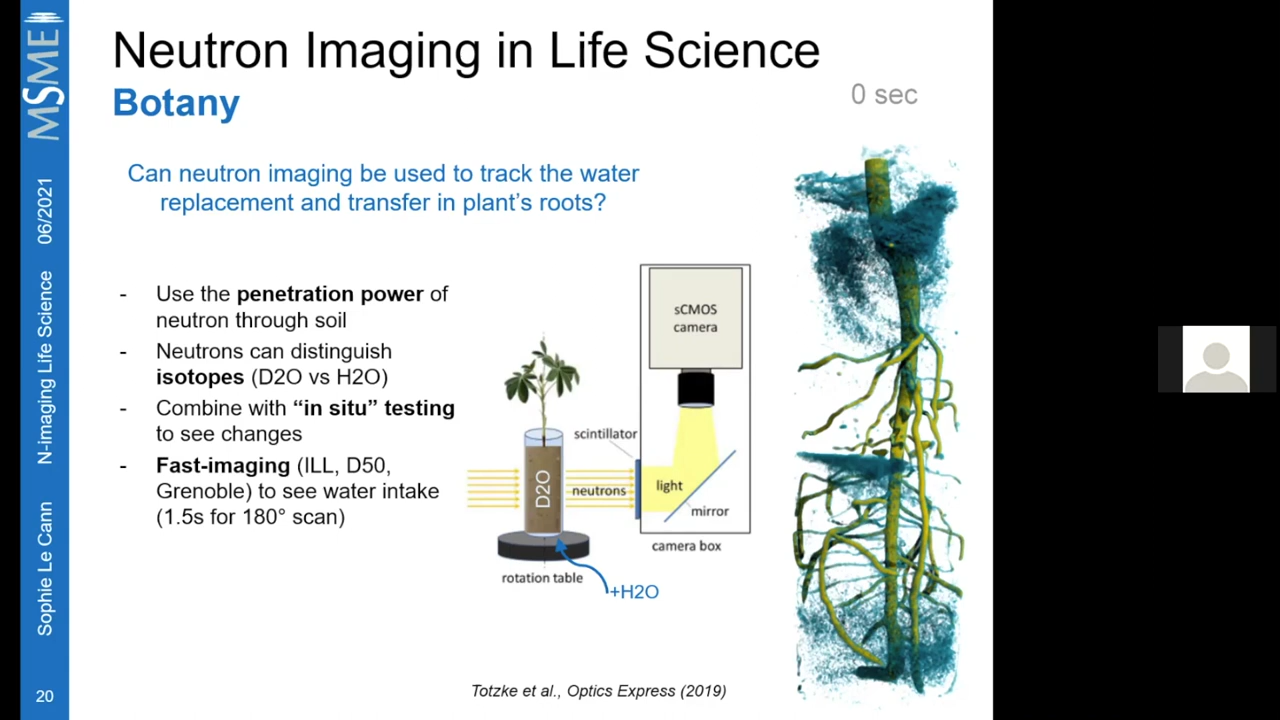 Neutron Imaging in Life Science
Botany
0 sec
Can neutron imaging be used to track the water
replacement and transfer in plant's roots?
- Use the penetration power of
neutron through soil
- Neutrons can distinguish
isotopes (D2O vs H2O)
- Combine with “in situ” testing
to see changes
- Fast-imaging (ILL, D50,
Grenoble) to see water intake
(1.5s for 180° scan)
sCMOS
camera
scintillator
D2O
neutrons
light
mirror
camera box
rotation table
+H2O
Totzke et al., Optics Express (2019)
MSME
06/2021
N-imaging Life Science
Sophie Le Cann
20